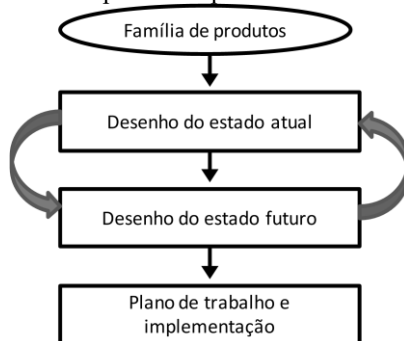 Família de produtos
Desenho do estado atual
Desenho do estado futuro
Plano de trabalho e
implementação